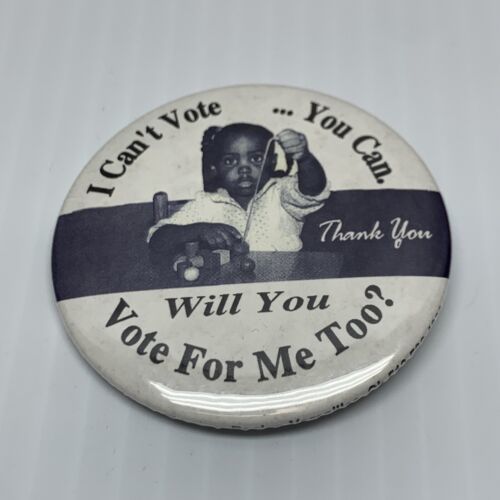 I Can't Vote ... You Can.
Thank You
Will You
Vote For Me Too?